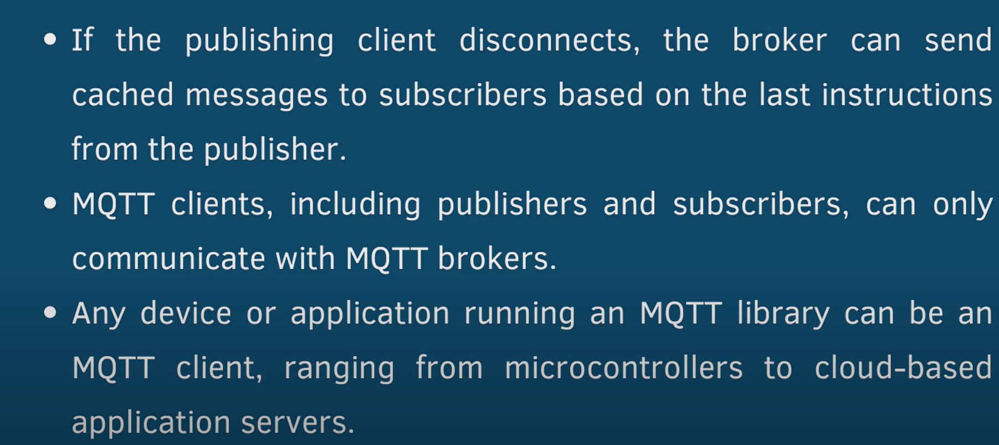 • If the publishing client disconnects, the broker can send
cached messages to subscribers based on the last instructions
from the publisher.
• MQTT clients, including publishers and subscribers, can only
communicate with MQTT brokers.
• Any device or application running an MQTT library can be an
MQTT client, ranging from microcontrollers to cloud-based
application servers.